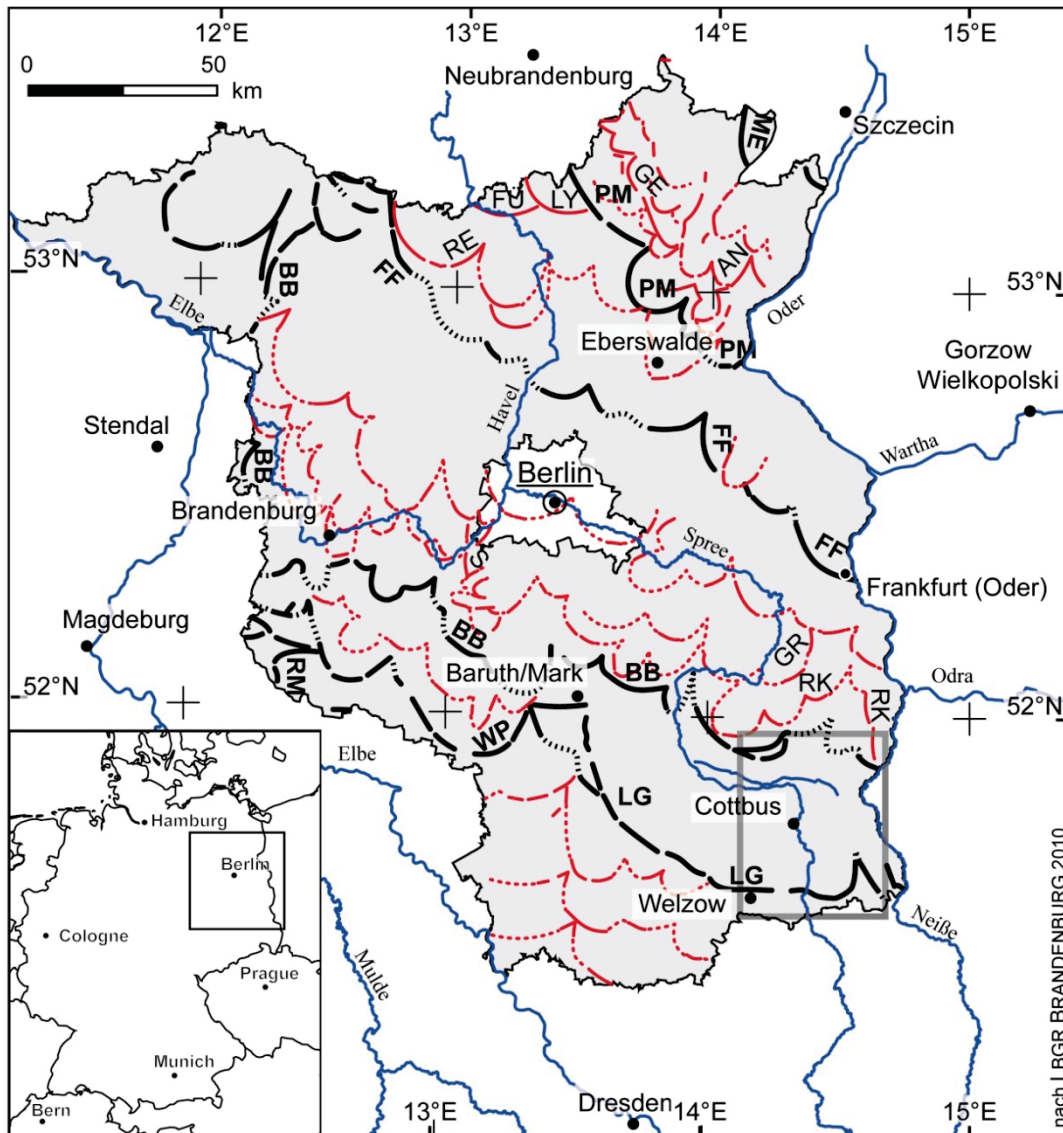 12°E
13°E
14°E
15°E
0
50
km
Neubrandenburg
Szczecin
ME
GE
PM
FU
LY
RE
AN
53°N
53°N
BB
FF
PM
Elbe
Oder
Eberswalde
PM
Gorzow
Wielkopolski
Stendal
Havel
FF
Wartha
BB
Berlin
Brandenburg
Spree
FF
S
Frankfurt (Oder)
Magdeburg
BB
GR
RM
Baruth/Mark
BB
RK
RK
Odra
52°N
52°N
WP
Elbe
LG
Cottbus
LG
Welzow
Neiße
Mulde
Hamburg
Berlin
Cologne
Prague
Munich
Bern
Dresden
13°E
14°E
15°E
nach LBGR BRANDENBURG 2010